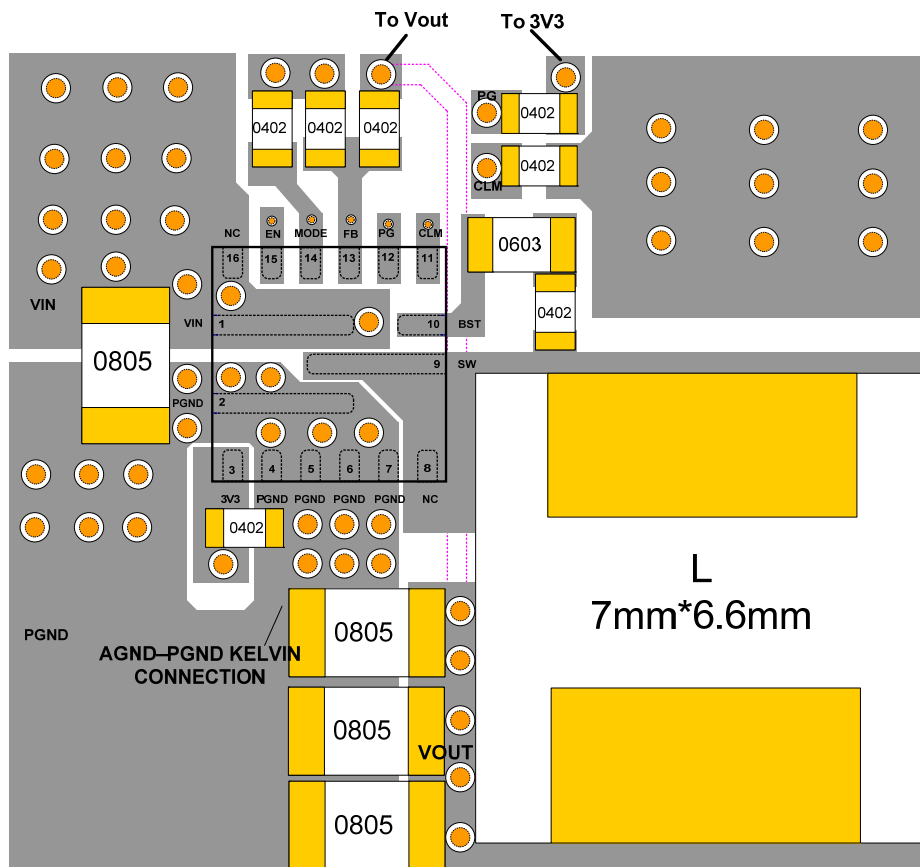 To Vout
To 3V3
PG
0402
0402
0402
0402
0402
CLM
NC
EN
MODE
FB
PG
CLM
16
15
14
13
12
11
0603
VIN
VIN
1
10
BST
0402
0805
9
SW
PGND
2
3
4
5
6
7
8
3V3
PGND
PGND
PGND
PGND
NC
0402
L
7mm*6.6mm
PGND
0805
AGND–PGND KELVIN
CONNECTION
0805
VOUT
0805